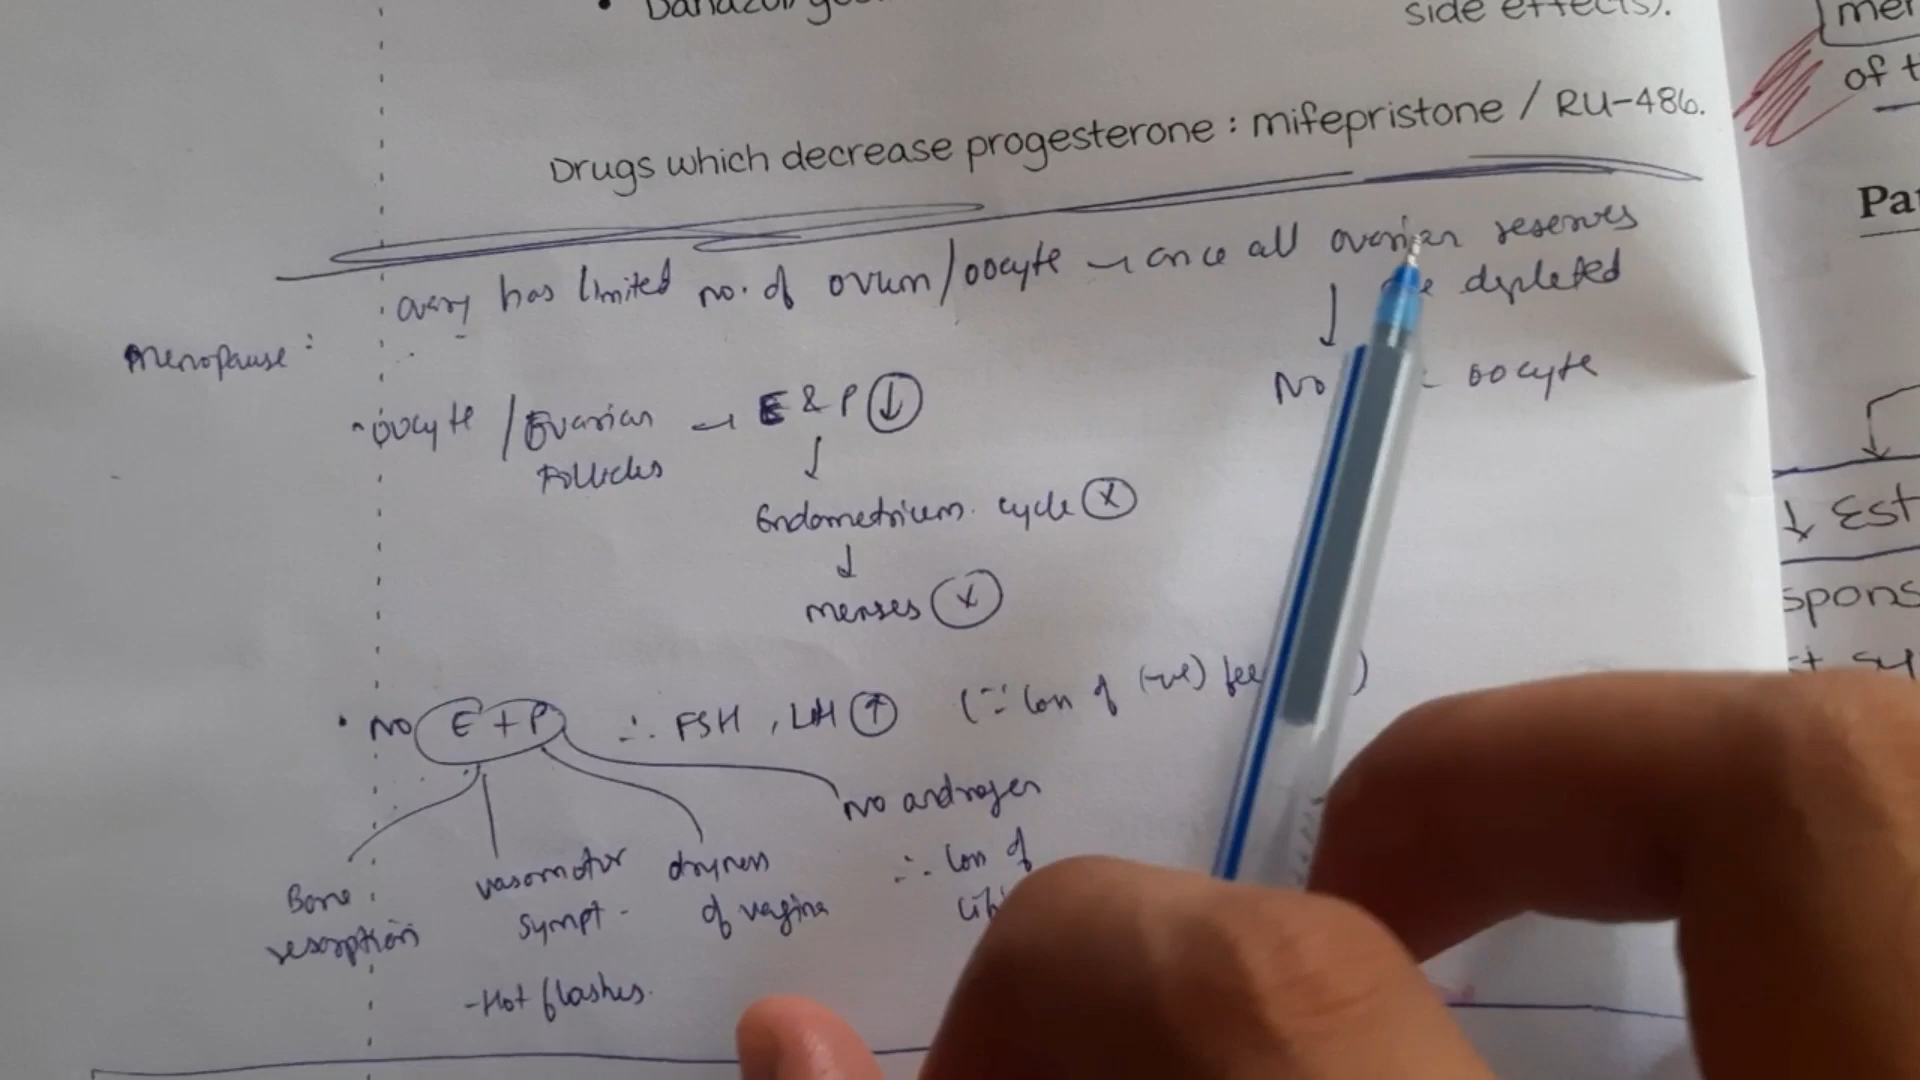 side effects).
of t
Drugs which decrease progesterone : mifepristone / RU-486.
ovary has limited no. of ovum/oocyte → once all ovarian reserves
depleted
Menopause :
No oocyte
oocyte / Ovarian → E & P ↓
Follicles
↓
Endometrium cycle X
↓
menses X
↓ Est
spons
• No E + P ∴ FSH , LH ↑ (∵ loss of (-ve) fee )
No androgen
∴ loss of
Bone
resorption
vasomotor
sympt -
- Hot flashes.
dryness
of vagina